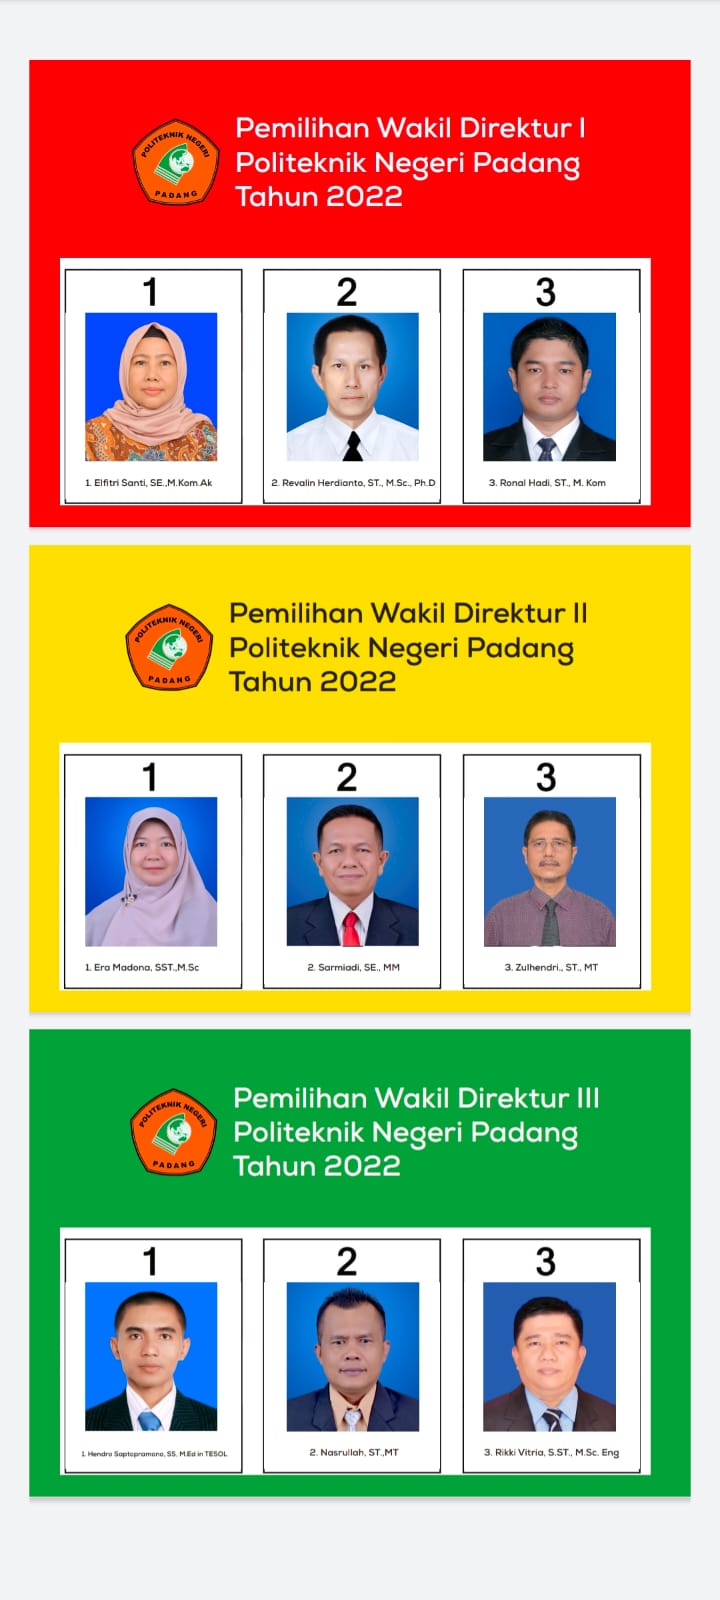 POLITEKNIK NEGERI
PADANG
Pemilihan Wakil Direktur I
Politeknik Negeri Padang
Tahun 2022
1
2
3
1. Elfitri Santi, SE.,M.Kom.Ak
2. Revalin Herdianto, ST., M.Sc., Ph.D
3. Ronal Hadi, ST., M. Kom
POLITEKNIK NEGERI
PADANG
Pemilihan Wakil Direktur II
Politeknik Negeri Padang
Tahun 2022
1
2
3
1. Era Madona, SST.,M.Sc
2. Sarmiadi, SE., MM
3. Zulhendri., ST., MT
POLITEKNIK NEGERI
PADANG
Pemilihan Wakil Direktur III
Politeknik Negeri Padang
Tahun 2022
1
2
3
1. Hendra Saptopramono, SS, M.Ed in TESOL
2. Nasrullah, ST.,MT
3. Rikki Vitria, S.ST., M.Sc. Eng